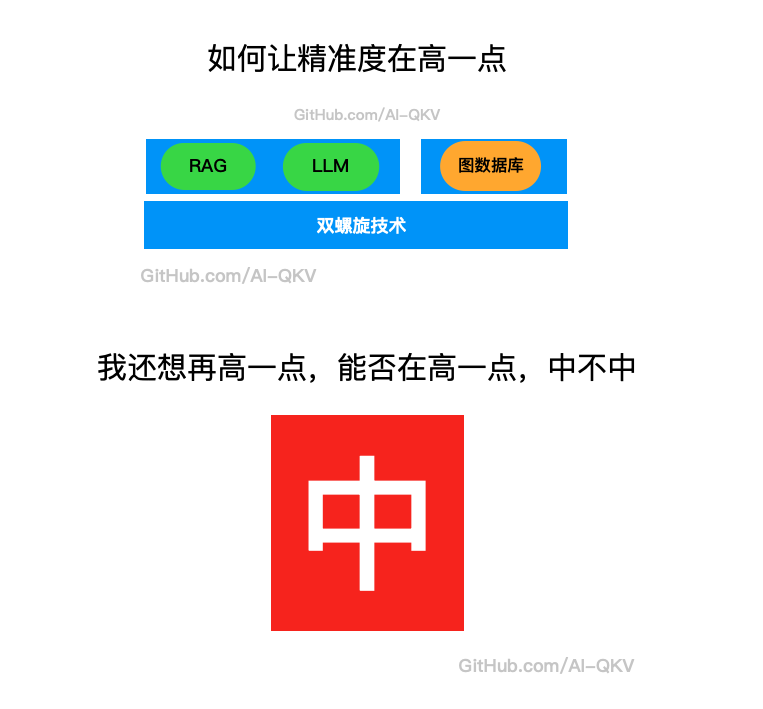 如何让精准度在高一点
GitHub.com/AI-QKV
RAG LLM 图数据库
双螺旋技术
GitHub.com/AI-QKV
我还想再高一点，能否在高一点，中不中
中
GitHub.com/AI-QKV